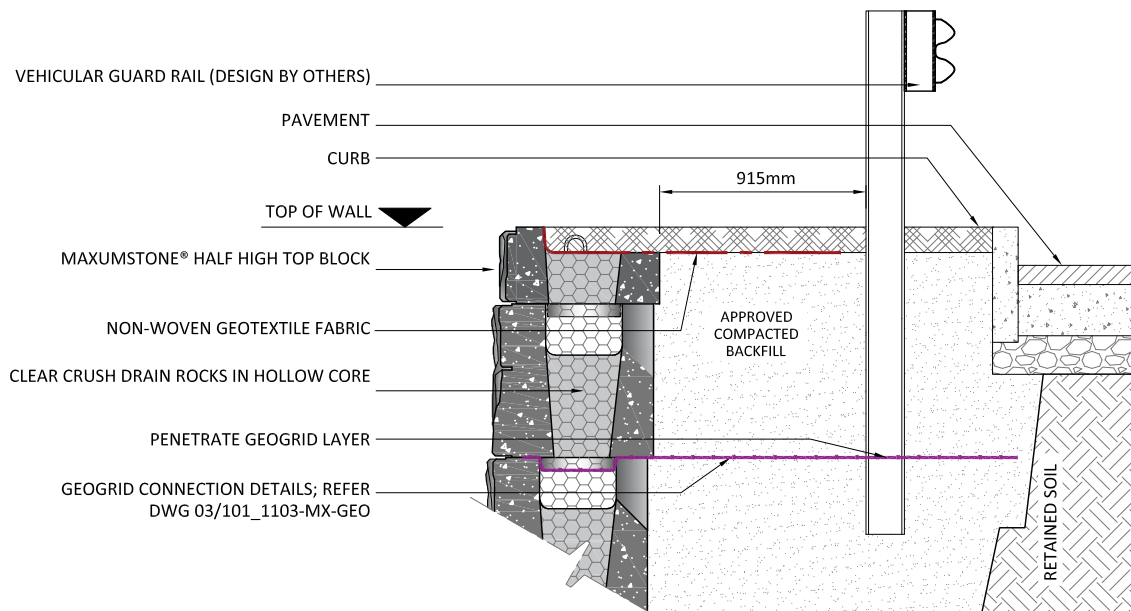 VEHICULAR GUARD RAIL (DESIGN BY OTHERS)
PAVEMENT
CURB
915mm
TOP OF WALL
MAXUMSTONE® HALF HIGH TOP BLOCK
NON-WOVEN GEOTEXTILE FABRIC
APPROVED
COMPACTED
BACKFILL
CLEAR CRUSH DRAIN ROCKS IN HOLLOW CORE
PENETRATE GEOGRID LAYER
GEOGRID CONNECTION DETAILS; REFER
DWG 03/101_1103-MX-GEO
RETAINED SOIL